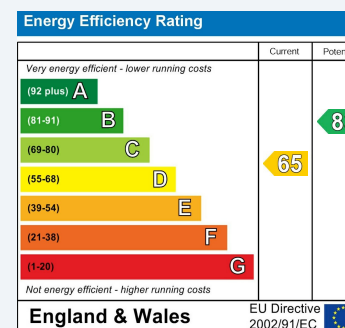 Energy Efficiency Rating
Current
Very energy efficient - lower running costs
(92 plus) A
(81-91) B
(69-80) C
(55-68) D
(39-54) E
(21-38) F
(1-20) G
65
Not energy efficient - higher running costs
England & Wales
EU Directive
2002/91/EC